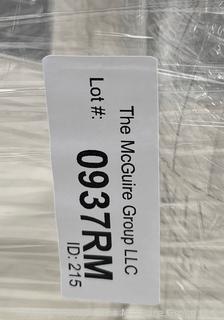 The McGuire Group LLC
Lot #: 0937RM
ID: 215